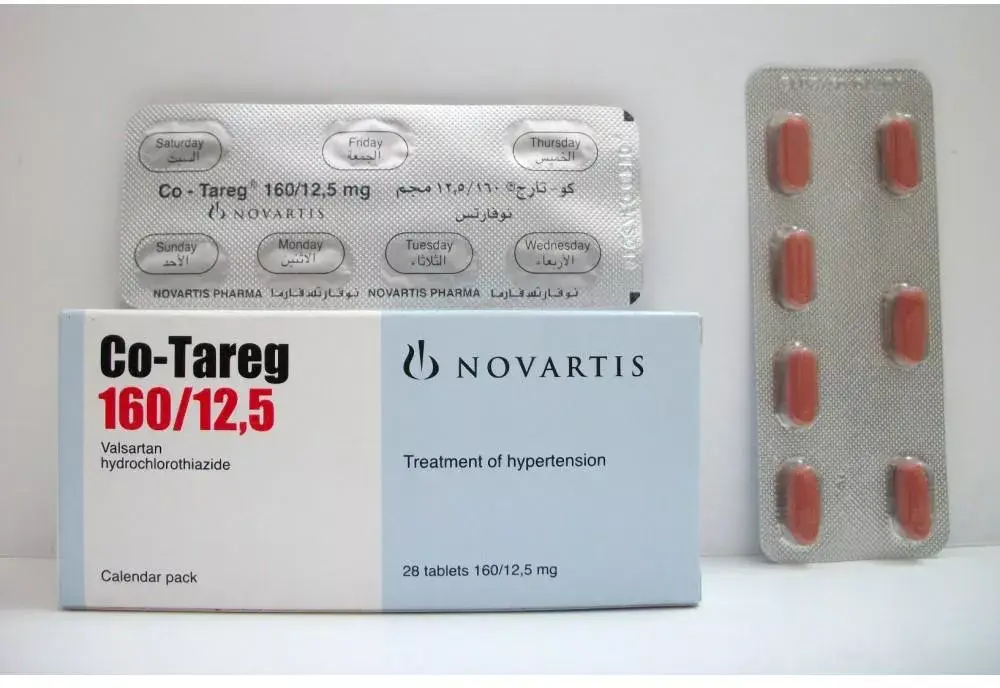 Saturday
السبت
Friday
الجمعة
Thursday
الخميس
Co - Tareg® 160/12,5 mg
كو - تارج® ١٢,٥/١٦٠ مجم
NOVARTIS
نوفارتس
Sunday
الأحد
Monday
الاثنين
Tuesday
الثلاثاء
Wednesday
الأربعاء
NOVARTIS PHARMA نوفارتس فارما NOVARTIS PHARMA نوفارتس فارما
Co-Tareg
160/12,5
Valsartan
hydrochlorothiazide
Calendar pack
NOVARTIS
Treatment of hypertension
28 tablets 160/12,5 mg